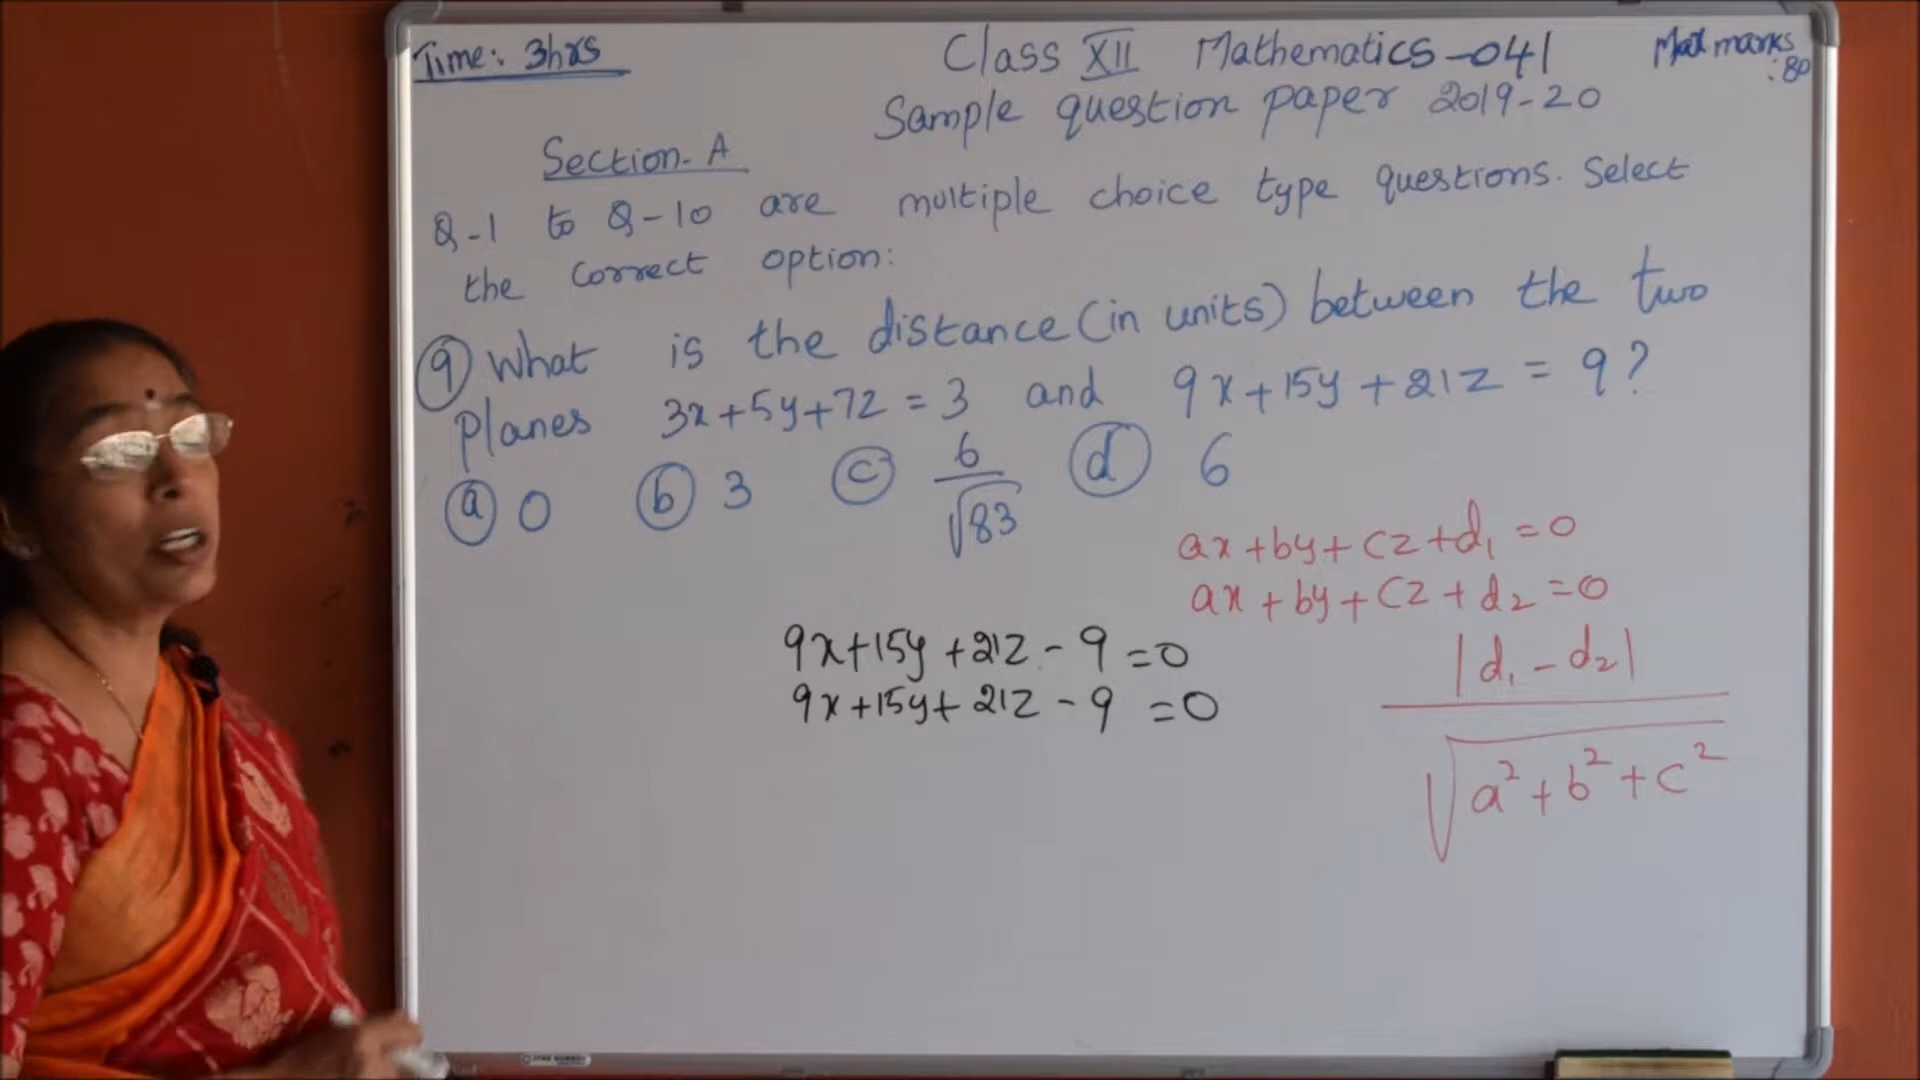 Time: 3hrs
Class XII Mathematics-041
Max marks
:80
Sample question paper 2019-20
Section-A
Q-1 to Q-10 are multiple choice type questions. Select
the correct option:
9 What is the distance (in units) between the two
planes 3x+5y+7z=3 and 9x+15y+21z=9?
a 0 b 3 c 6/√83 d 6
ax+by+cz+d₁=0
ax+by+cz+d₂=0
9x+15y+21z-9=0
9x+15y+21z-9=0
|d₁-d₂|
√a²+b²+c²